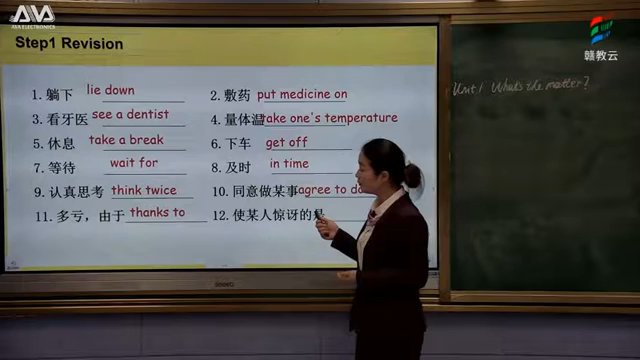 AVA
AVA ELECTRONICS
Step1 Revision
赣教云
Unit 1 What's the matter?
1. 躺下 lie down
2. 敷药 put medicine on
3. 看牙医 see a dentist
4. 量体温 take one's temperature
5. 休息 take a break
6. 下车 get off
7. 等待 wait for
8. 及时 in time
9. 认真思考 think twice
10. 同意做某事 agree to do
11. 多亏，由于 thanks to
12. 使某人惊讶的是